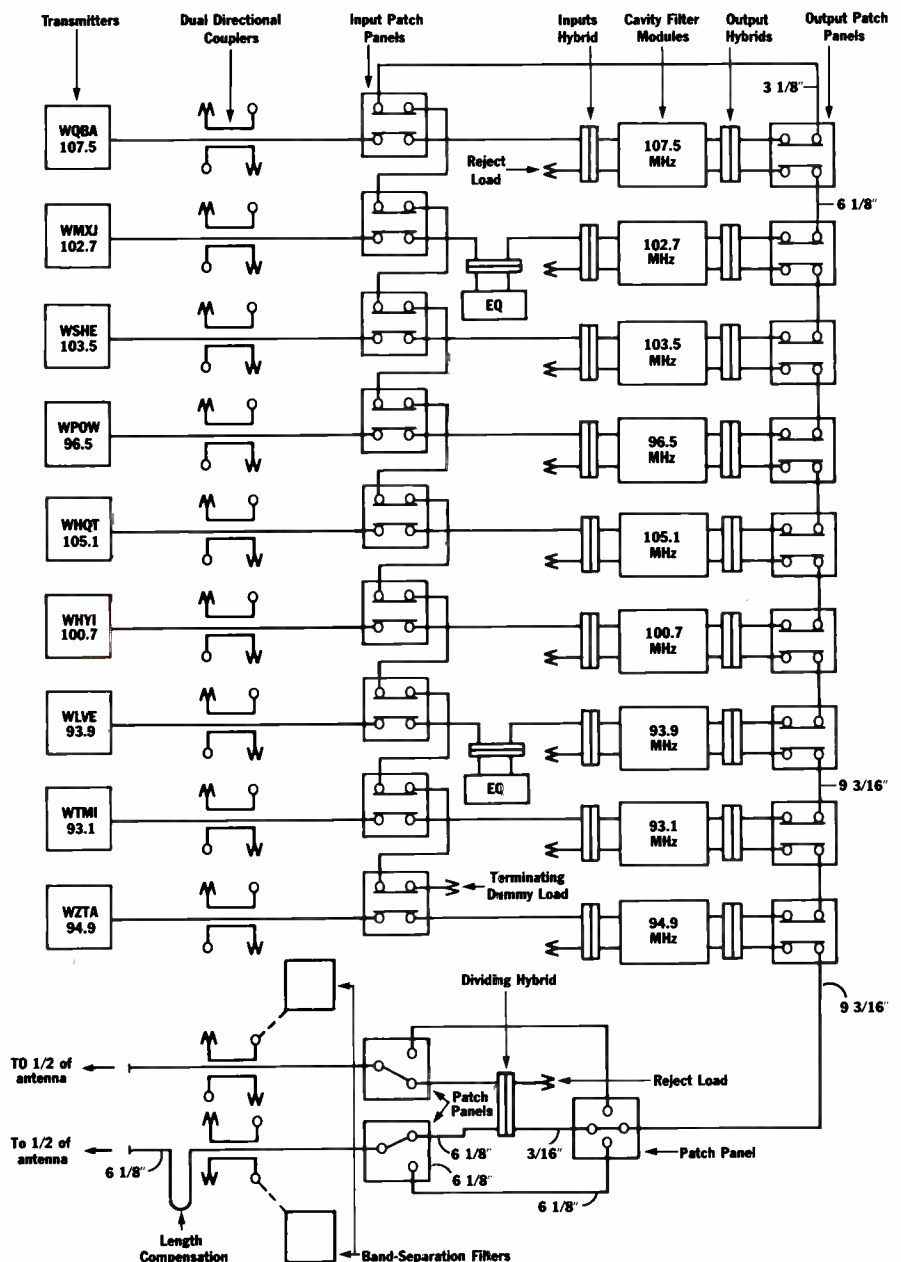 Transmitters
Dual Directional
Couplers
Input Patch
Panels
Inputs
Hybrid
Cavity Filter
Modules
Output
Hybrids
Output Patch
Panels
3 1/8"
WQBA
107.5
Reject
Load
107.5
MHz
6 1/8"
WMXJ
102.7
EQ
102.7
MHz
WSHE
103.5
103.5
MHz
WPOW
96.5
96.5
MHz
WHQT
105.1
105.1
MHz
WHYI
100.7
100.7
MHz
WLVE
93.9
EQ
93.9
MHz
9 3/16"
WTMI
93.1
93.1
MHz
Terminating
Dummy Load
WZTA
94.9
94.9
MHz
9 3/16"
Dividing Hybrid
TO 1/2 of
antenna
Reject Load
Patch
Panels
To 1/2 of
antenna
6 1/8"
6 1/8"
6 1/8"
3/16"
Patch Panel
6 1/8"
Length
Compensation
Band-Separation Filters